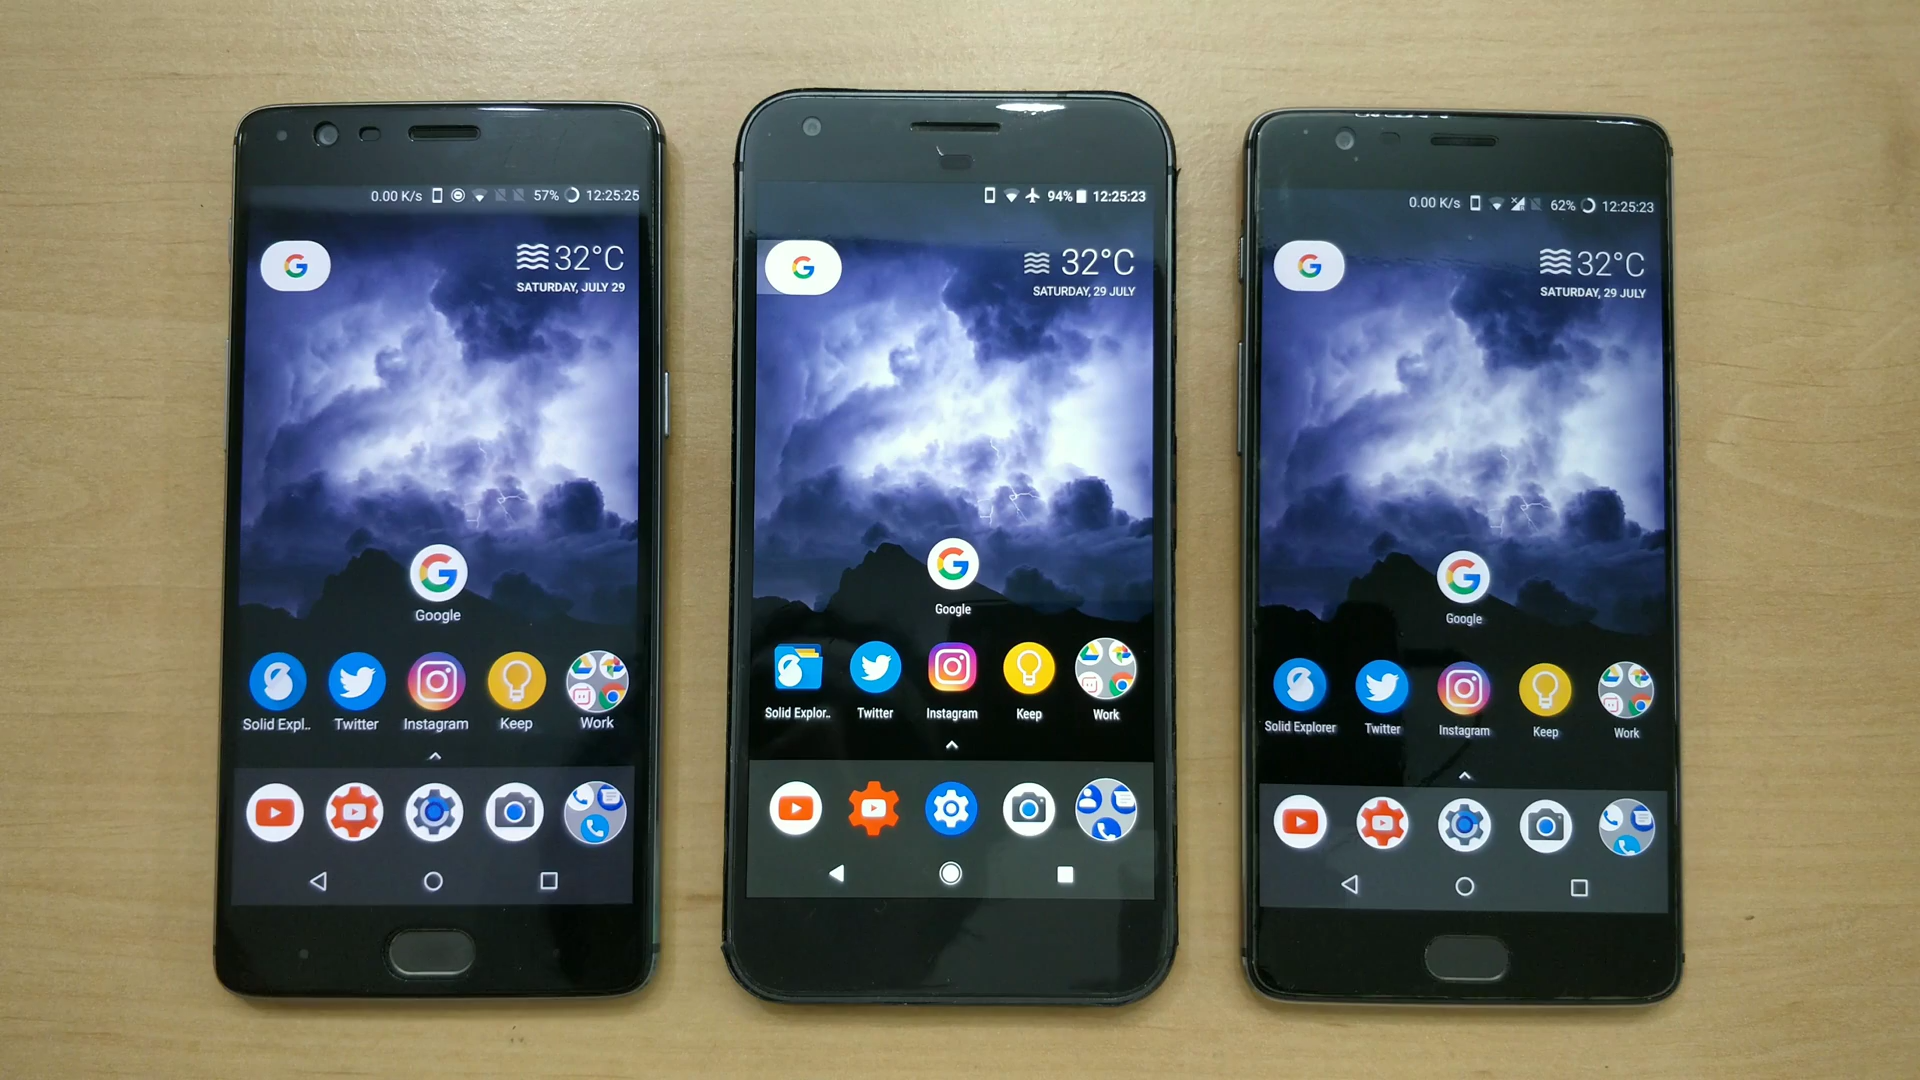 0.00 K/s 57% 12:25:25
32°C
SATURDAY, JULY 29
Google
Solid Expl..
Twitter
Instagram
Keep
Work
94% 12:25:23
32°C
SATURDAY, 29 JULY
Google
Solid Explor..
Twitter
Instagram
Keep
Work
0.00 K/s 62% 12:25:23
32°C
SATURDAY, 29 JULY
Google
Solid Explorer
Twitter
Instagram
Keep
Work